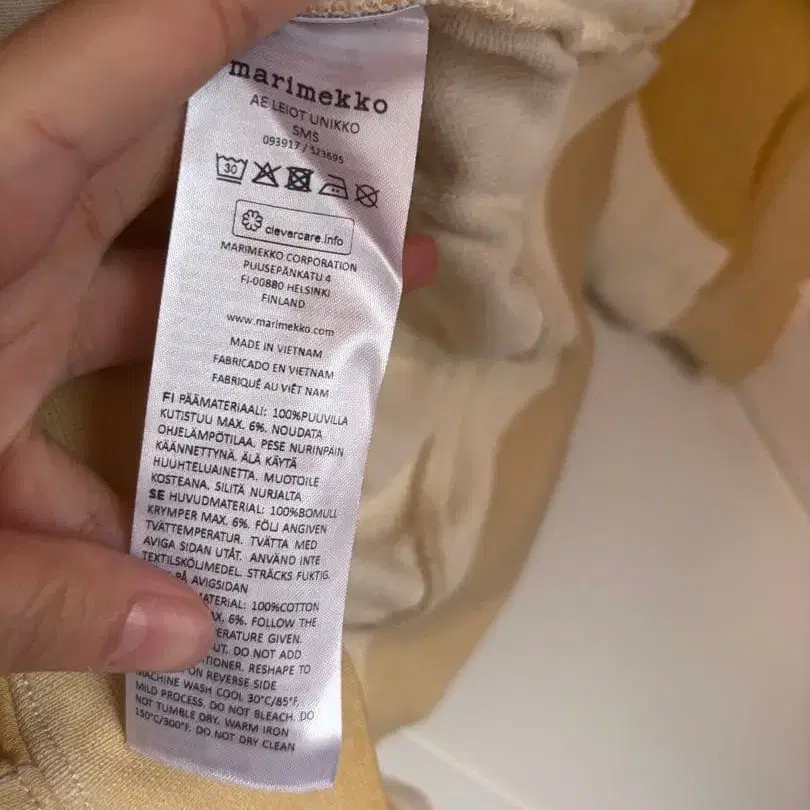 marimekko
AE LEIOT UNIKKO
SMS
093917 / 523695
30
clevercare.info
MARIMEKKO CORPORATION
PUUSEPÄNKATU 4
FI-00880 HELSINKI
FINLAND
www.marimekko.com
MADE IN VIETNAM
FABRICADO EN VIETNAM
FABRIQUÉ AU VIÊT NAM
FI PÄÄMATERIAALI: 100%PUUVILLA
KUTISTUU MAX. 6%. NOUDATA
OHJELÄMPÖTILAA. PESE NURINPÄIN
KÄÄNNETTYNÄ. ÄLÄ KÄYTÄ
HUUHTELUAINETTA. MUOTOILE
KOSTEANA. SILITÄ NURJALTA
SE HUVUDMATERIAL: 100%BOMULL
KRYMPER MAX. 6%. FÖLJ ANGIVEN
TVÄTTEMPERATUR. TVÄTTA MED
AVIGA SIDAN UTÅT. ANVÄND INTE
TEXTILSKÖLJMEDEL. STRÄCKS FUKTIG.
PÅ AVIGSIDAN
ATERIAL: 100%COTTON
AX. 6%. FOLLOW THE
ERATURE GIVEN.
UT. DO NOT ADD
TIONER. RESHAPE TO
ON REVERSE SIDE
MACHINE WASH COOL 30°C/85°F,
MILD PROCESS. DO NOT BLEACH. DO
NOT TUMBLE DRY. WARM IRON
150°C/300°F. DO NOT DRY CLEAN